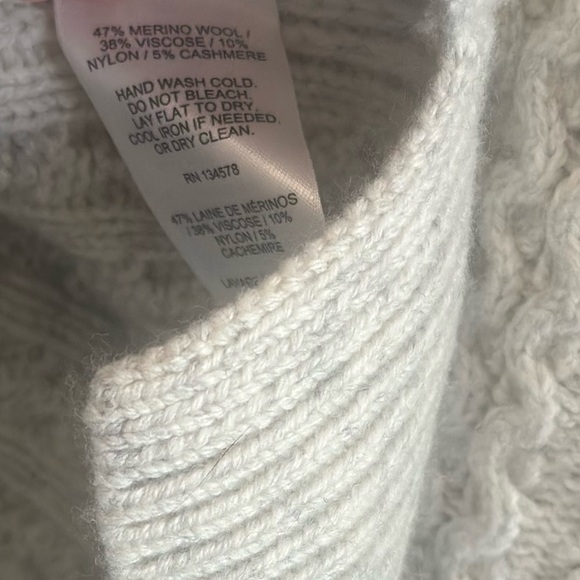 47% MERINO WOOL /
38% VISCOSE / 10%
NYLON / 5% CASHMERE
HAND WASH COLD.
DO NOT BLEACH.
LAY FLAT TO DRY.
COOL IRON IF NEEDED.
OR DRY CLEAN.
RN 134578
47% LAINE DE MÉRINOS
/ 38% VISCOSE / 10%
NYLON / 5%
CACHEMIRE